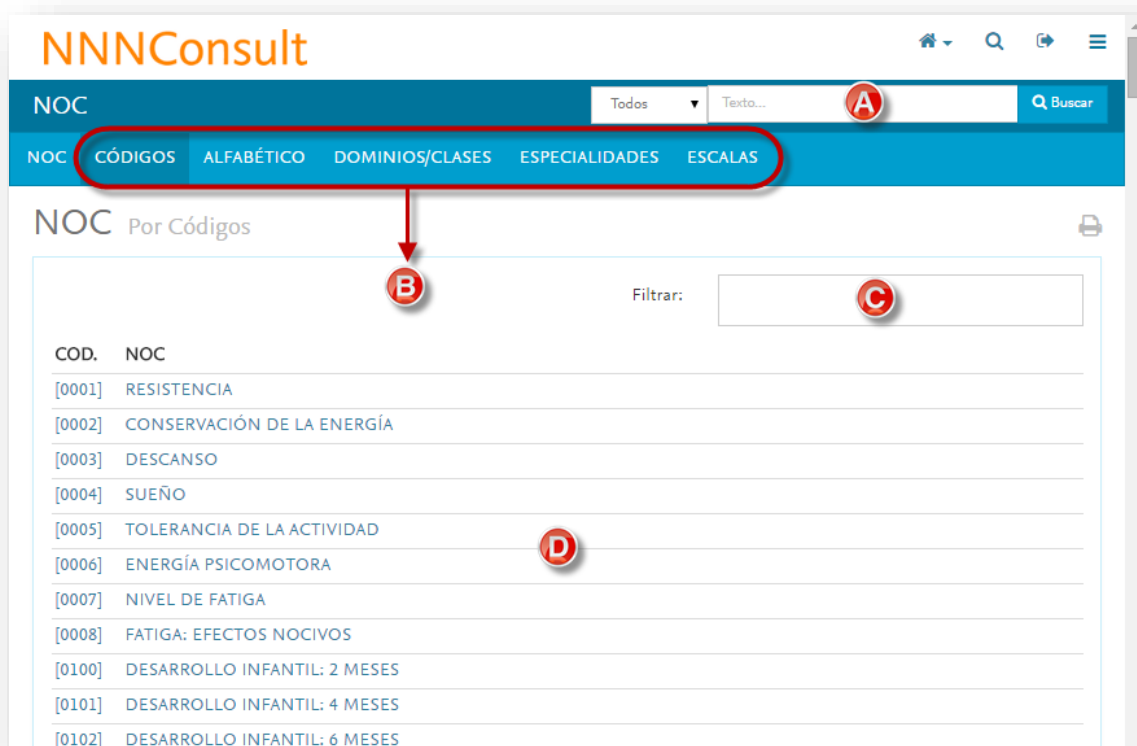 NNNConsult
NOC Todos Texto... A Buscar
NOC CÓDIGOS ALFABÉTICO DOMINIOS/CLASES ESPECIALIDADES ESCALAS
NOC Por Códigos
B Filtrar: C
COD. NOC
[0001] RESISTENCIA
[0002] CONSERVACIÓN DE LA ENERGÍA
[0003] DESCANSO
[0004] SUEÑO
[0005] TOLERANCIA DE LA ACTIVIDAD
D
[0006] ENERGÍA PSICOMOTORA
[0007] NIVEL DE FATIGA
[0008] FATIGA: EFECTOS NOCIVOS
[0100] DESARROLLO INFANTIL: 2 MESES
[0101] DESARROLLO INFANTIL: 4 MESES
[0102] DESARROLLO INFANTIL: 6 MESES